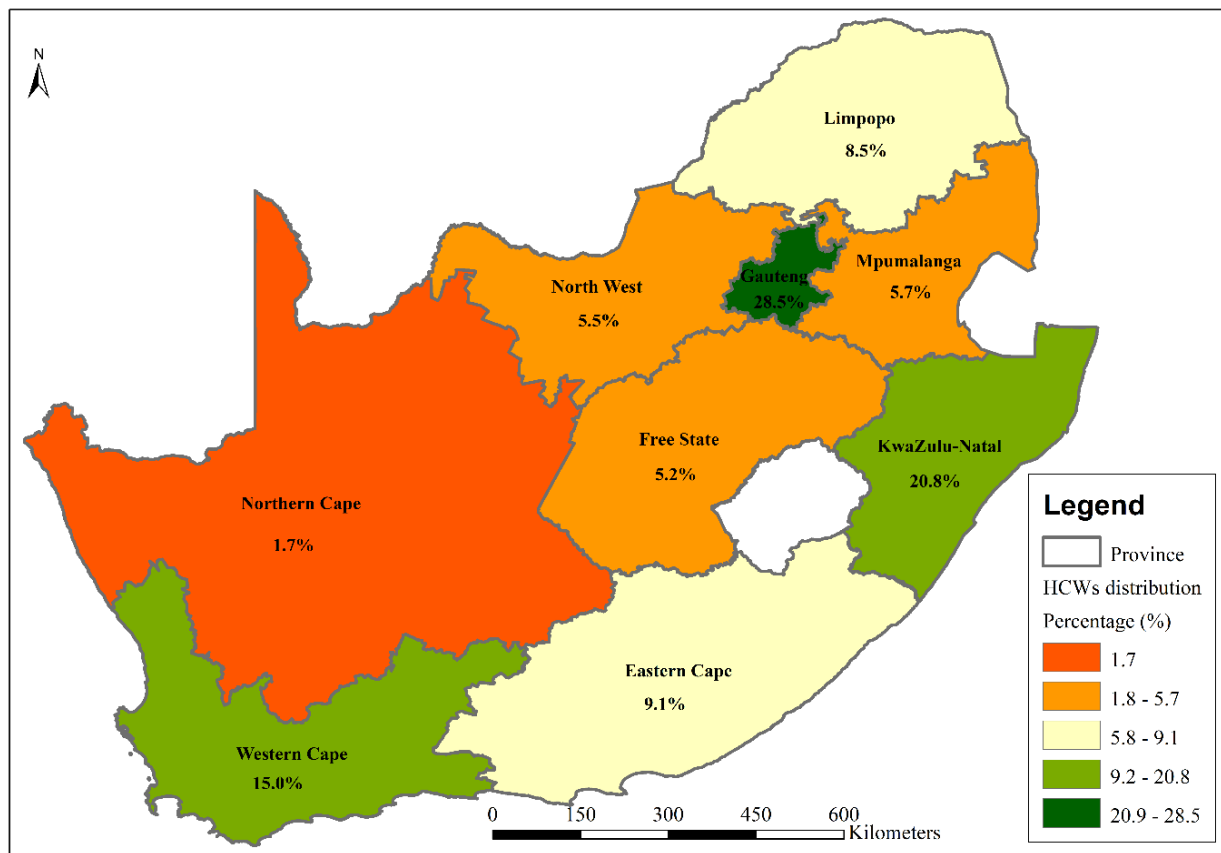 N
Limpopo
8.5%
Mpumalanga
5.7%
Gauteng
28.5%
North West
5.5%
Free State
5.2%
KwaZulu-Natal
20.8%
Northern Cape
1.7%
Eastern Cape
9.1%
Western Cape
15.0%
Legend
Province
HCWs distribution
Percentage (%)
1.7
1.8 - 5.7
5.8 - 9.1
9.2 - 20.8
20.9 - 28.5
0 150 300 450 600
Kilometers